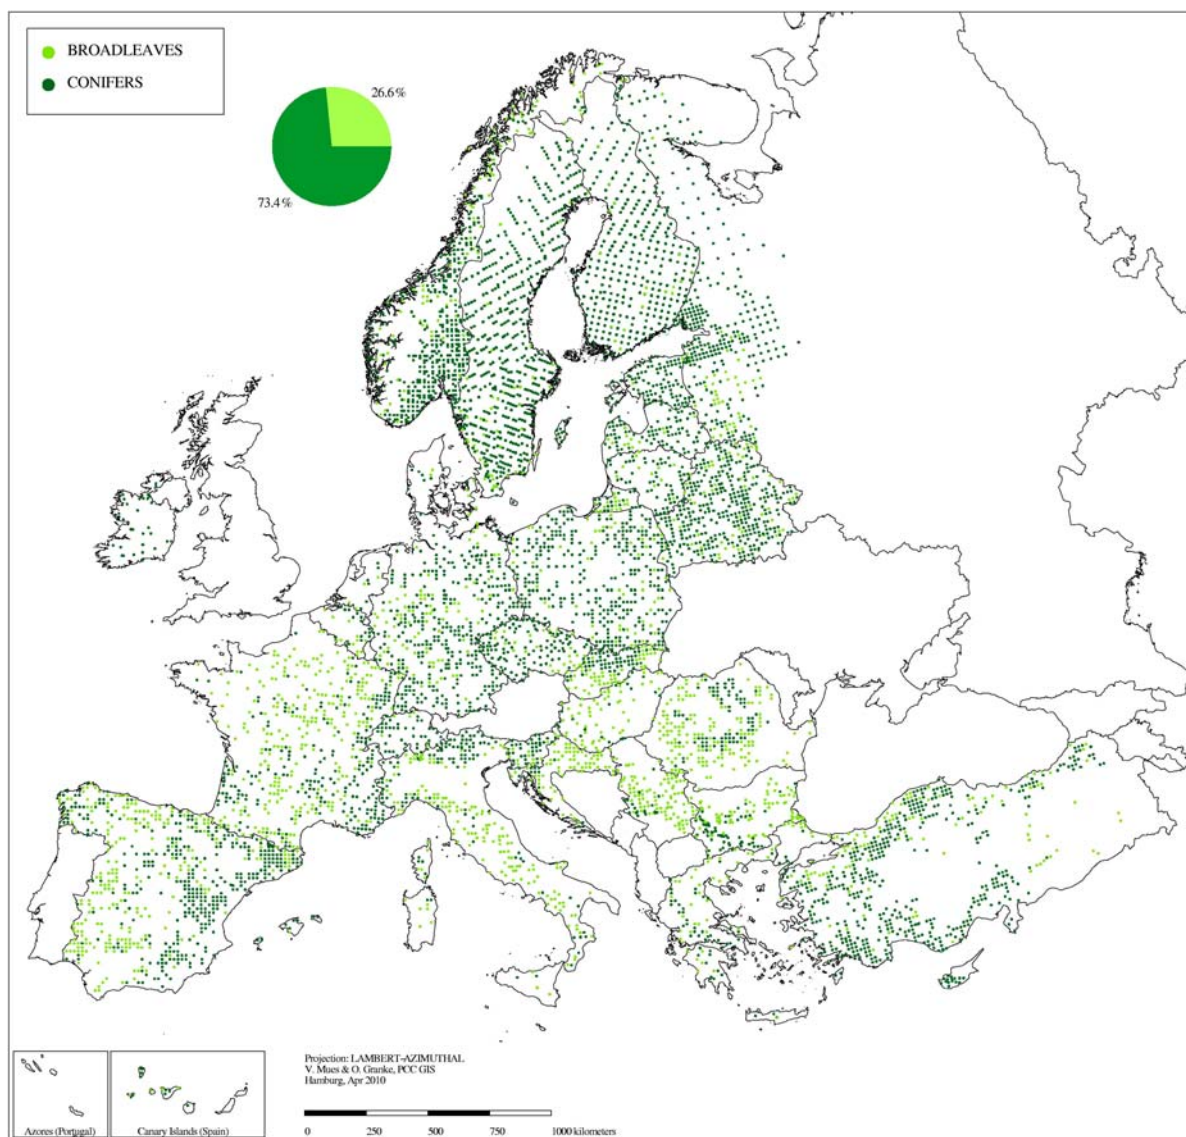 BROADLEAVES
CONIFERS
26.6%
73.4%
Projection: LAMBERT-AZIMUTHAL
V. Mues & O. Granke, PCC GIS
Hamburg, Apr 2010
0 250 500 750 1000 kilometers
Azores (Portugal)
Canary Islands (Spain)